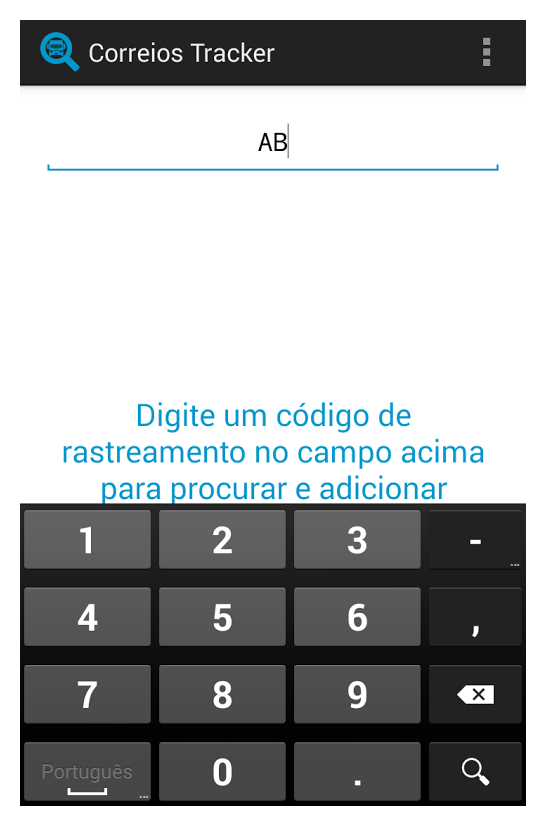 Correios Tracker
AB
Digite um código de
rastreamento no campo acima
para procurar e adicionar
1 2 3 -
4 5 6 ,
7 8 9
Português 0 .